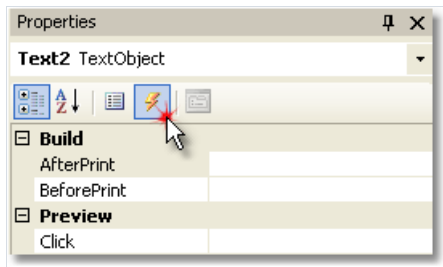 Properties
Text2 TextObject
Build
AfterPrint
BeforePrint
Preview
Click